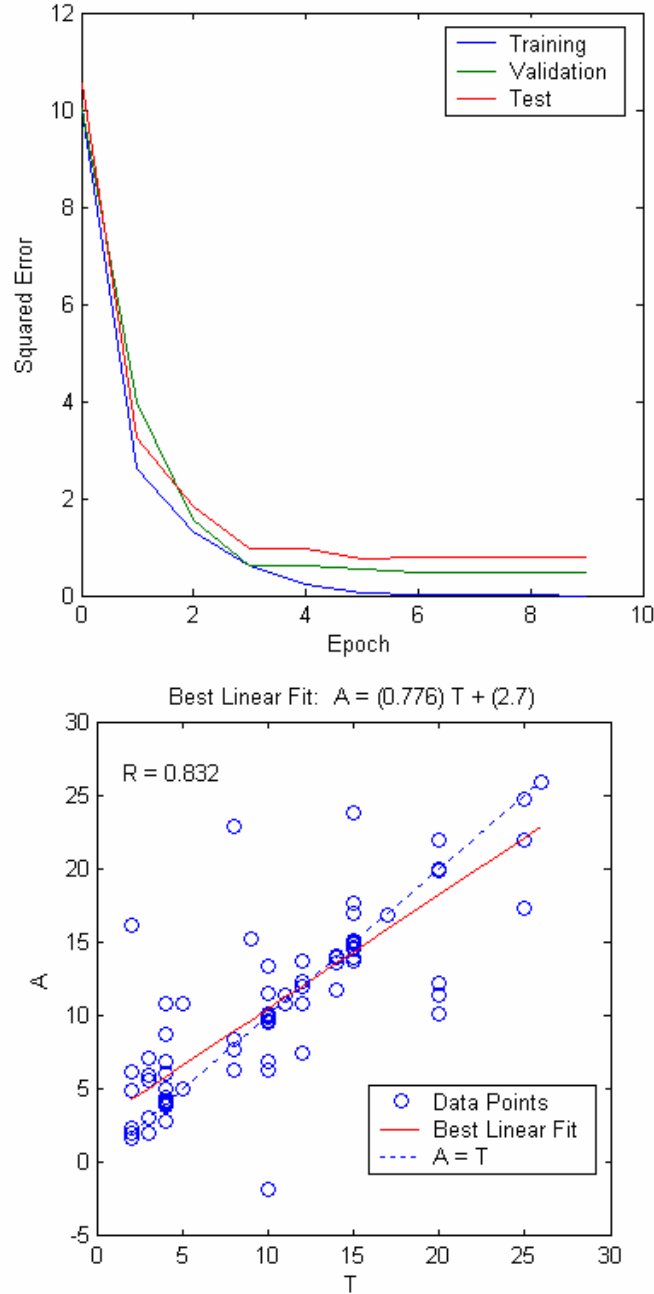 12
10
8
6
4
2
0
Squared Error
Training
Validation
Test
0 2 4 6 8 10
Epoch
Best Linear Fit: A = (0.776) T + (2.7)
30
25
20
15
10
5
0
-5
A
R = 0.832
Data Points
Best Linear Fit
A = T
0 5 10 15 20 25 30
T